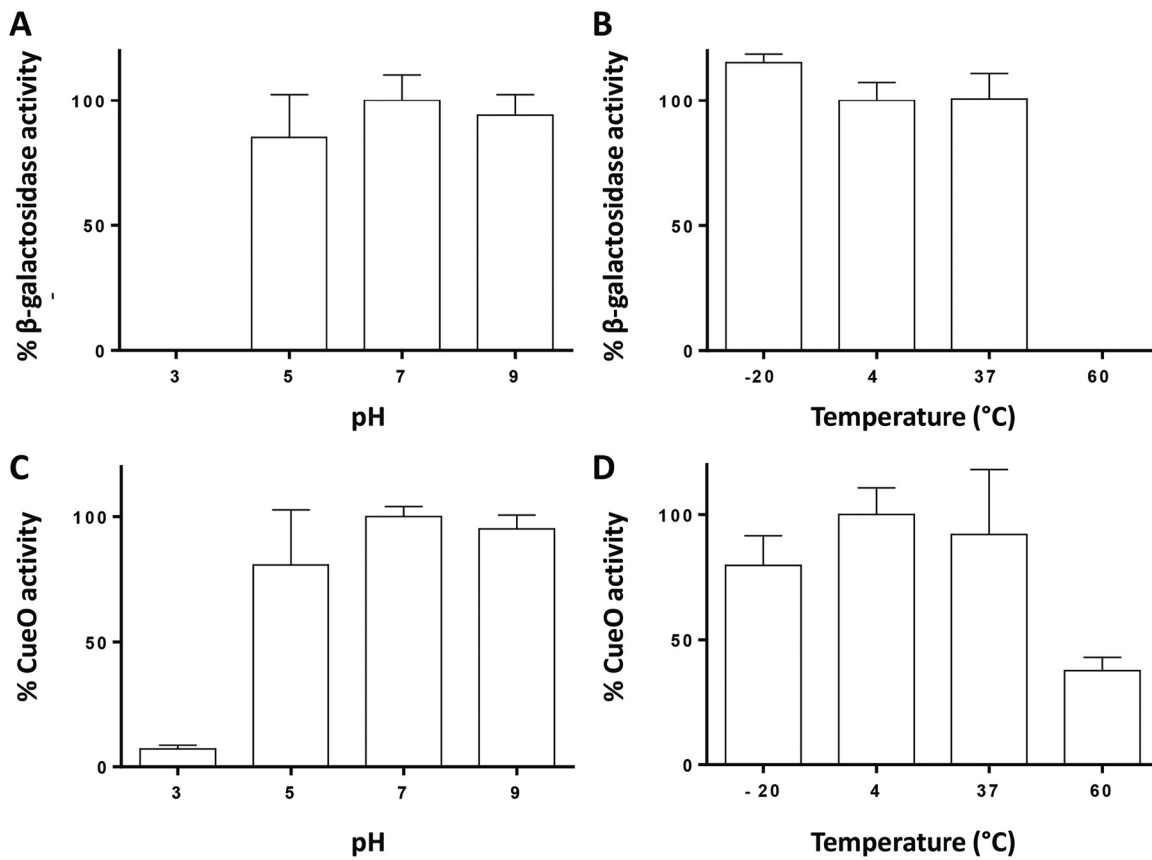 A
% β-galactosidase activity
100
50
0
3 5 7 9
pH
B
% β-galactosidase activity
100
50
0
-20 4 37 60
Temperature (°C)
C
% CueO activity
100
50
0
3 5 7 9
pH
D
% CueO activity
100
50
0
- 20 4 37 60
Temperature (°C)